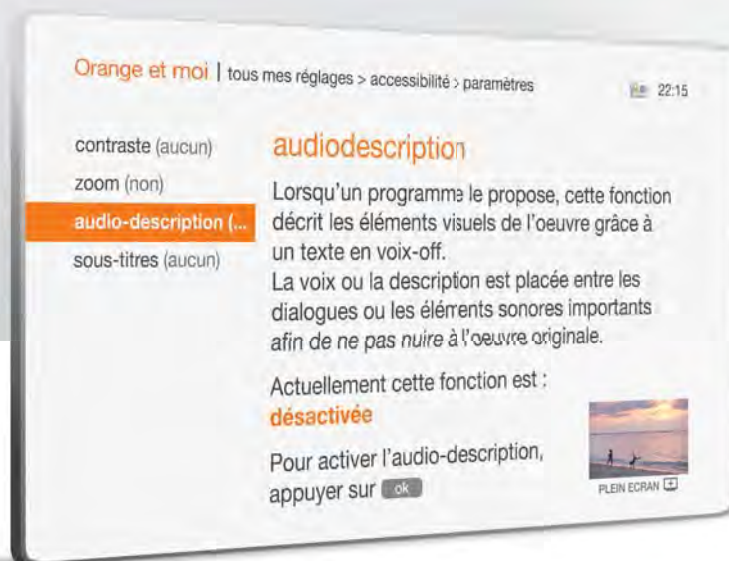 Orange et moi | tous mes réglages > accessibilité > paramètres
22:15
contraste (aucun)
zoom (non)
audio-description (...
sous-titres (aucun)
audiodescription
Lorsqu'un programme le propose, cette fonction
décrit les éléments visuels de l'oeuvre grâce à
un texte en voix-off.
La voix ou la description est placée entre les
dialogues ou les éléments sonores importants
afin de ne pas nuire à l'oeuvre originale.
Actuellement cette fonction est :
désactivée
Pour activer l'audio-description,
appuyer sur ok
PLEIN ECRAN